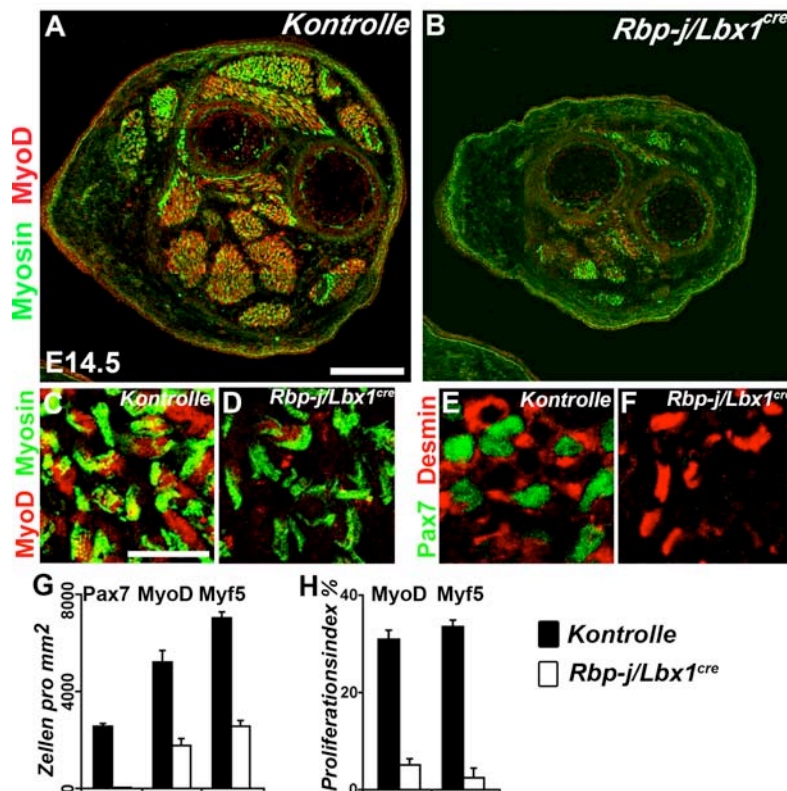 A Kontrolle
B Rbp-j/Lbx1cre
Myosin MyoD
E14.5
C Kontrolle
D Rbp-j/Lbx1cre
E Kontrolle
F Rbp-j/Lbx1cre
MyoD Myosin
Pax7 Desmin
G Pax7 MyoD Myf5
Zellen pro mm2
8000
4000
0
H MyoD Myf5
Proliferationsindex %
40
20
0
Kontrolle
Rbp-j/Lbx1cre